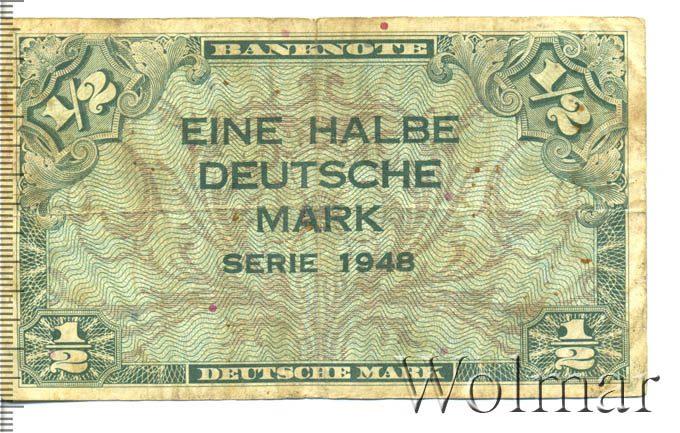 BANKNOTE
1/2 1/2
EINE HALBE
DEUTSCHE
MARK
SERIE 1948
1/2 1/2
DEUTSCHE MARK
Wolmar